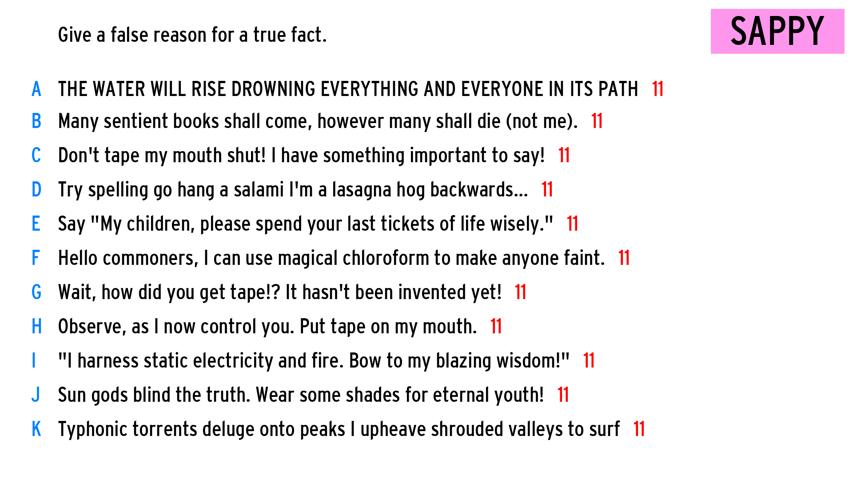 Give a false reason for a true fact.
SAPPY
A THE WATER WILL RISE DROWNING EVERYTHING AND EVERYONE IN ITS PATH 11
B Many sentient books shall come, however many shall die (not me). 11
C Don't tape my mouth shut! I have something important to say! 11
D Try spelling go hang a salami I'm a lasagna hog backwards... 11
E Say "My children, please spend your last tickets of life wisely." 11
F Hello commoners, I can use magical chloroform to make anyone faint. 11
G Wait, how did you get tape!? It hasn't been invented yet! 11
H Observe, as I now control you. Put tape on my mouth. 11
I "I harness static electricity and fire. Bow to my blazing wisdom!" 11
J Sun gods blind the truth. Wear some shades for eternal youth! 11
K Typhonic torrents deluge onto peaks I upheave shrouded valleys to surf 11